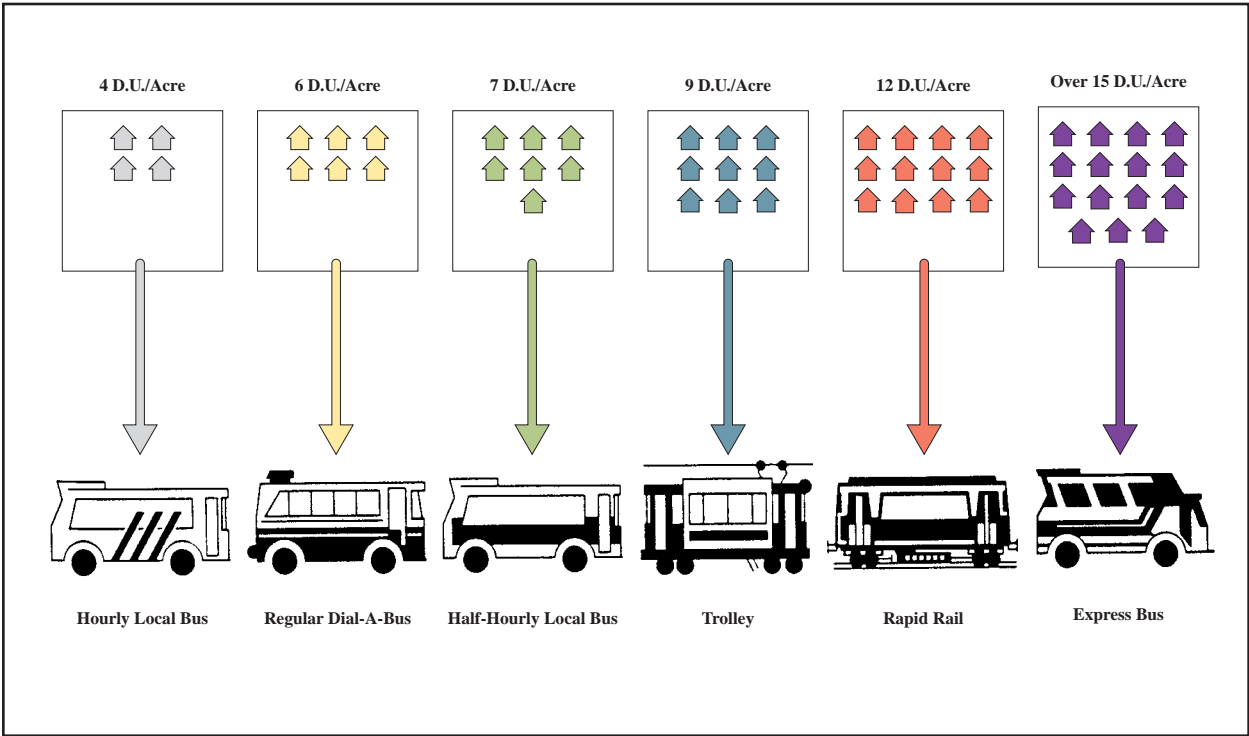 4 D.U./Acre
6 D.U./Acre
7 D.U./Acre
9 D.U./Acre
12 D.U./Acre
Over 15 D.U./Acre
Hourly Local Bus
Regular Dial-A-Bus
Half-Hourly Local Bus
Trolley
Rapid Rail
Express Bus